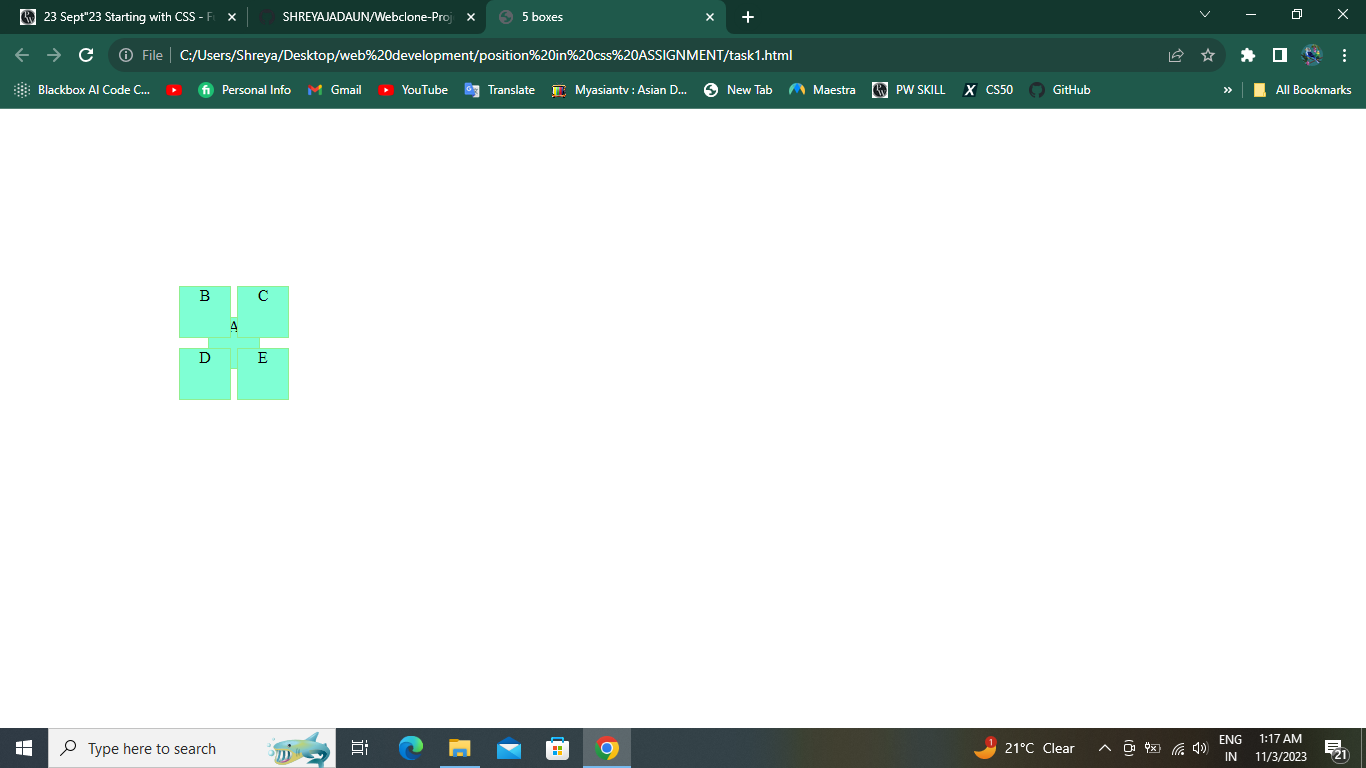 23 Sept"23 Starting with CSS - Fu
SHREYAJADAUN/Webclone-Proj
5 boxes
File
C:/Users/Shreya/Desktop/web%20development/position%20in%20css%20ASSIGNMENT/task1.html
Blackbox AI Code C... Personal Info Gmail YouTube Translate Myasiantv : Asian D... New Tab Maestra PW SKILL CS50 GitHub » All Bookmarks
B C
A
D E
Type here to search
21°C Clear
ENG
IN
1:17 AM
11/3/2023
1
21